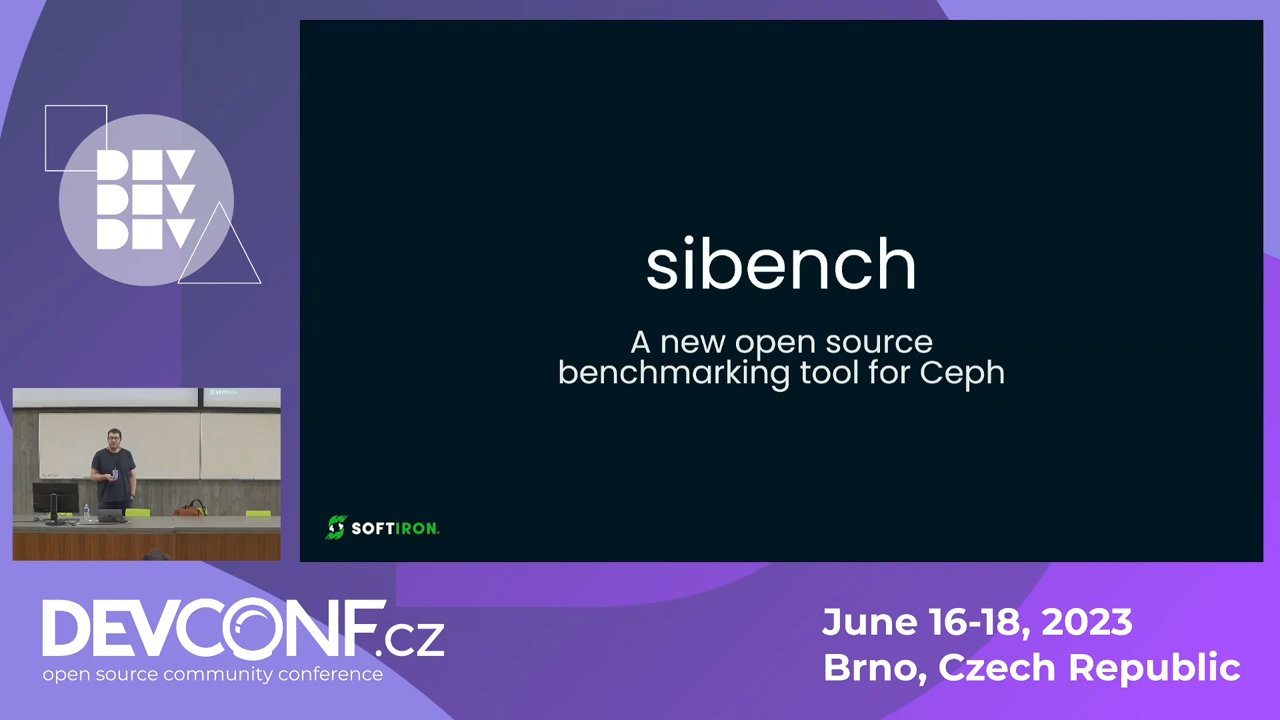 DEV
DEV
DEV
sibench
A new open source
benchmarking tool for Ceph
SOFTIRON
DEVCONF.cz
open source community conference
June 16-18, 2023
Brno, Czech Republic